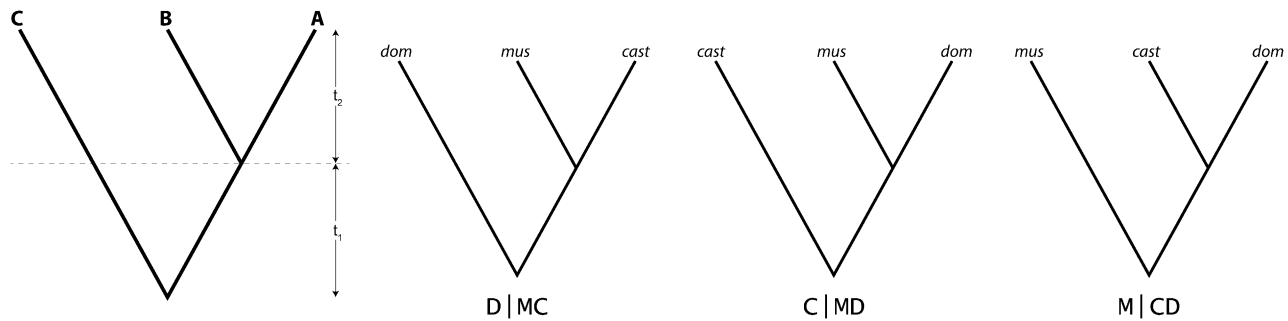 C B A
t2
t1
dom mus cast
D|MC
cast mus dom
C|MD
mus cast dom
M|CD